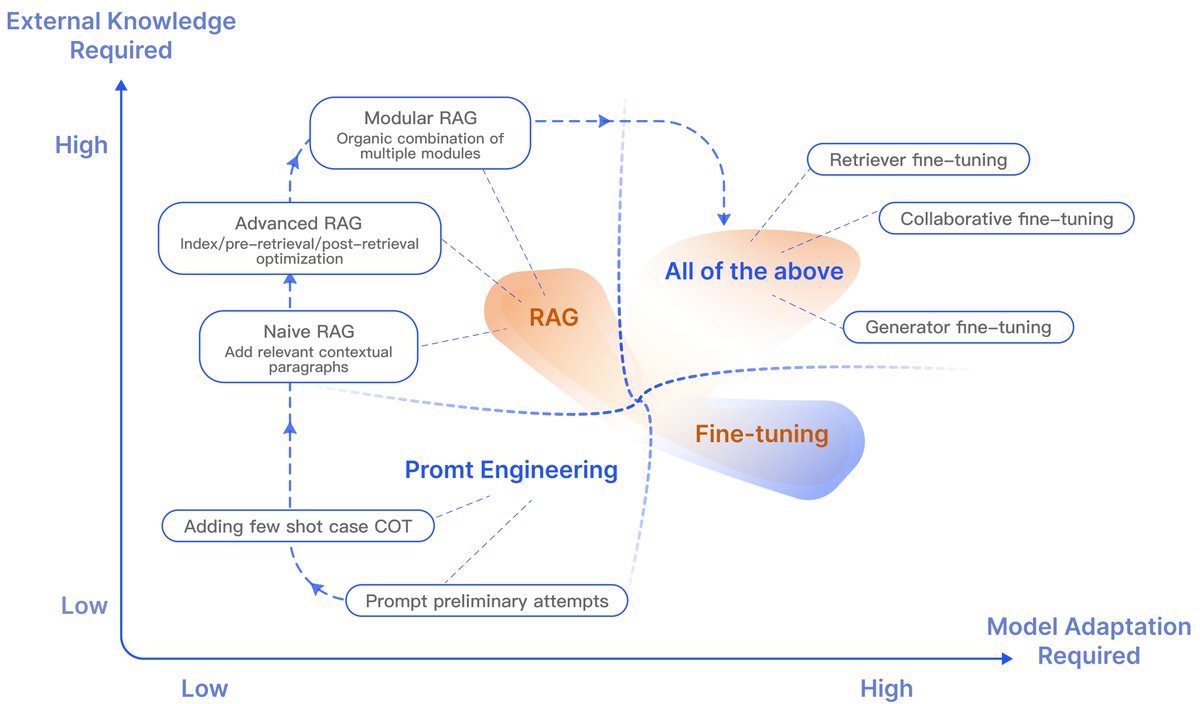 External Knowledge
Required
High
Modular RAG
Organic combination of
multiple modules
Retriever fine-tuning
Advanced RAG
Index/pre-retrieval/post-retrieval
optimization
Collaborative fine-tuning
All of the above
RAG
Naive RAG
Add relevant contextual
paragraphs
Generator fine-tuning
Fine-tuning
Promt Engineering
Adding few shot case COT
Prompt preliminary attempts
Low
Model Adaptation
Required
Low
High